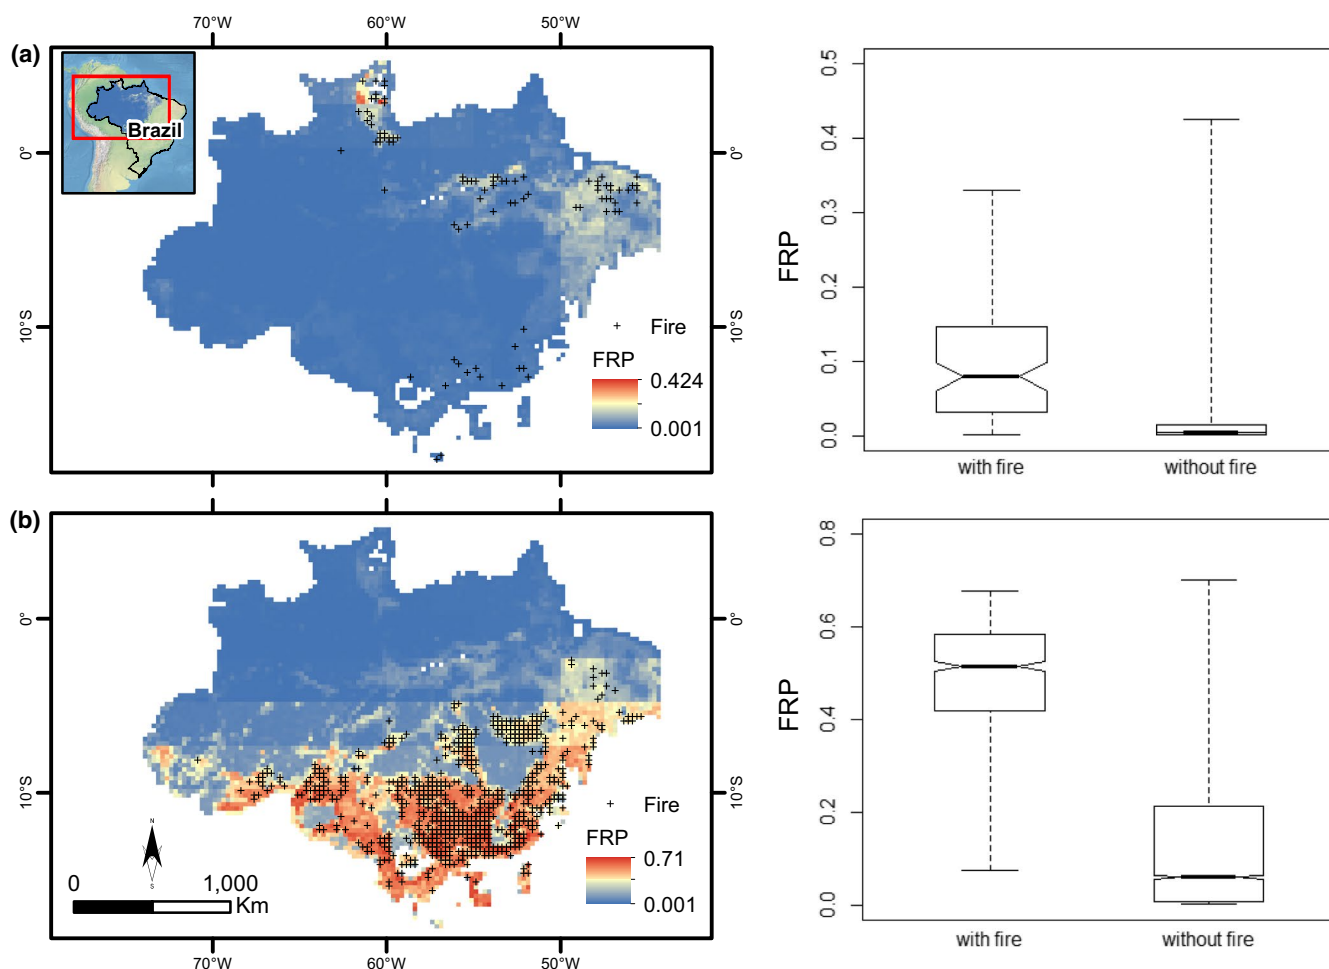 70°W 60°W 50°W
(a)
Brazil
0° 0°
10°S 10°S
Fire
FRP
0.424
0.001
FRP
0.5
0.4
0.3
0.2
0.1
0.0
with fire without fire
(b)
0° 0°
10°S 10°S
Fire
FRP
0.71
0.001
N
S
0 1,000
Km
70°W 60°W 50°W
FRP
0.8
0.6
0.4
0.2
0.0
with fire without fire